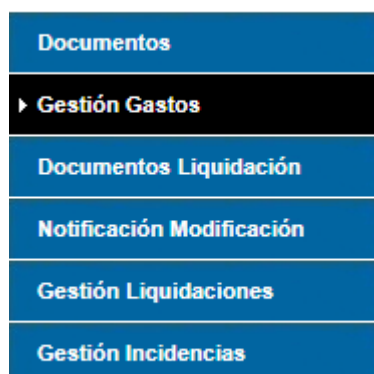 Documentos
Gestión Gastos
Documentos Liquidación
Notificación Modificación
Gestión Liquidaciones
Gestión Incidencias